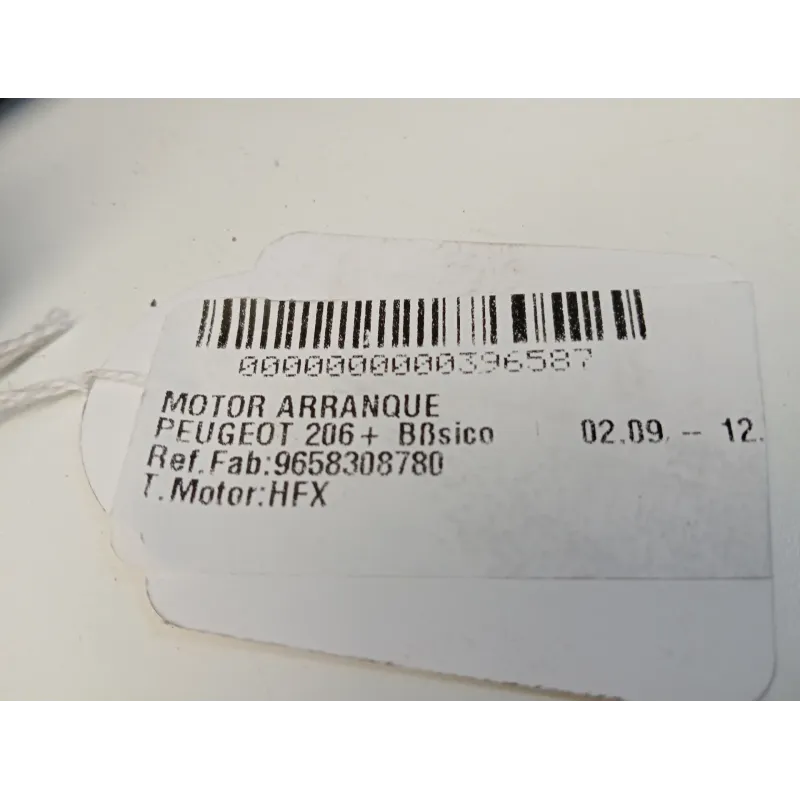 0000000000396587
MOTOR ARRANQUE
PEUGEOT 206+ Bßsico | 02.09. -- 12.
Ref.Fab:9658308780
T.Motor:HFX